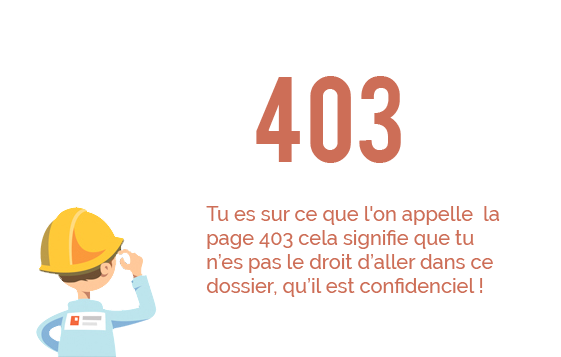 403
Tu es sur ce que l'on appelle  la
page 403 cela signifie que tu
n’es pas le droit d’aller dans ce
dossier, qu’il est confidenciel !